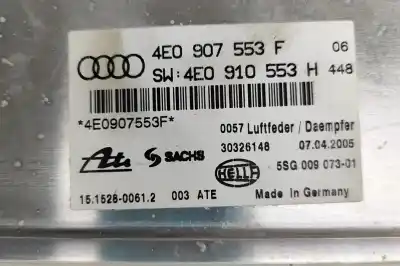 4E0 907 553 F 06
SW:4E0 910 553 H 448
*4E0907553F*
0057 Luftfeder / Daempfer
30326148 07.04.2005
Ate SACHS HELLA 5SG 009 073-01
15.1528-0061.2 003 ATE Made in Germany